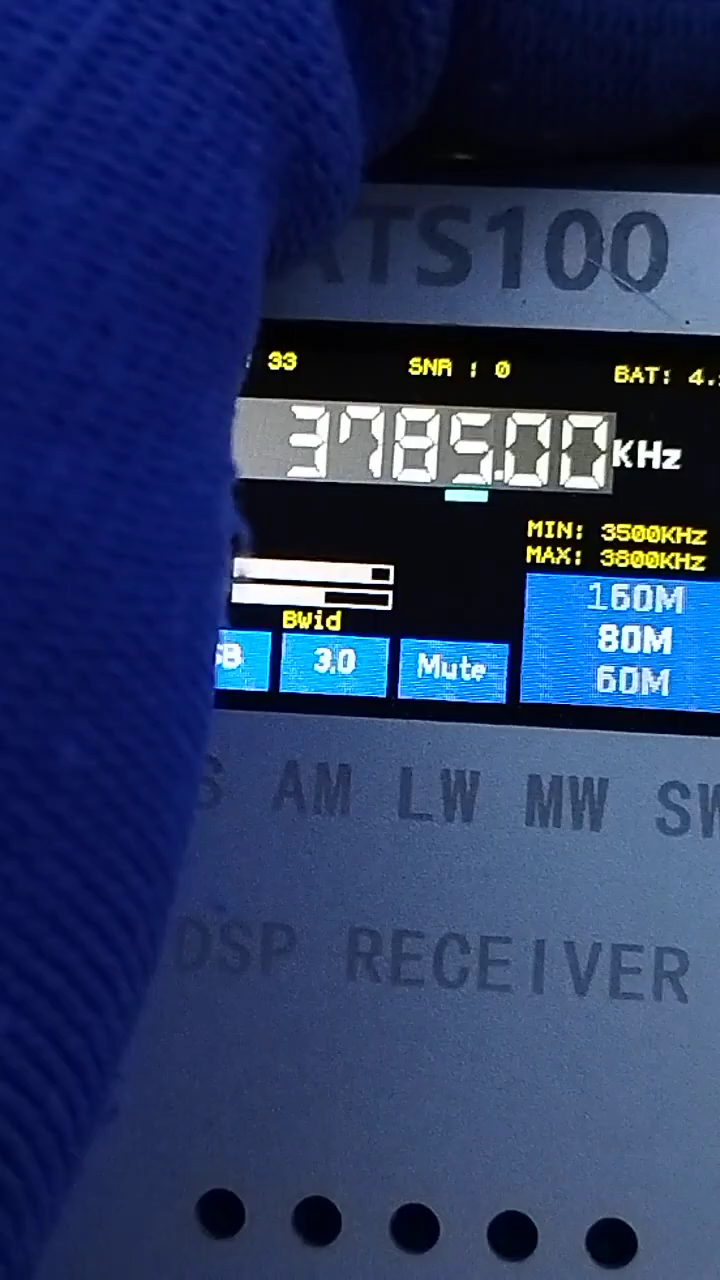 ATS100
: 33 SNR : 0 BAT: 4.
3785.00 KHz
MIN: 3500KHz
MAX: 3800KHz
160M
BWid
80M
SB 3.0 Mute
60M
S AM LW MW SW
DSP RECEIVER